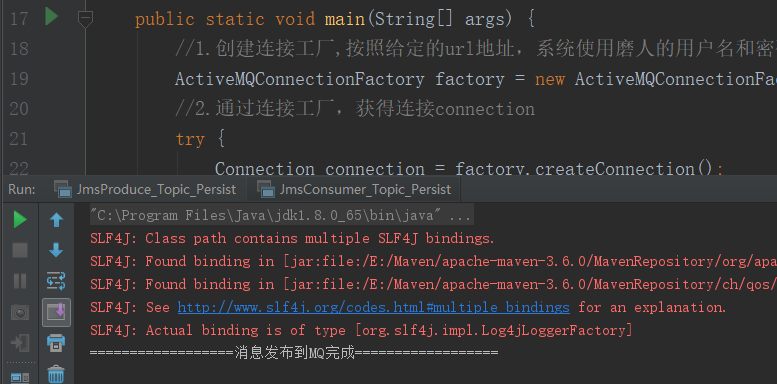 17 public static void main(String[] args) {
18 //1.创建连接工厂,按照给定的url地址, 系统使用磨人的用户名和密
19 ActiveMQConnectionFactory factory = new ActiveMQConnectionFac
20 //2.通过连接工厂, 获得连接connection
21 try {
22 Connection connection = factory.createConnection();
Run: JmsProduce_Topic_Persist JmsConsumer_Topic_Persist
"C:\Program Files\Java\jdk1.8.0_65\bin\java" ...
SLF4J: Class path contains multiple SLF4J bindings.
SLF4J: Found binding in [jar:file:/E:/Maven/apache-maven-3.6.0/MavenRepository/org/apa
SLF4J: Found binding in [jar:file:/E:/Maven/apache-maven-3.6.0/MavenRepository/ch/qos/
SLF4J: See http://www.slf4j.org/codes.html#multiple_bindings for an explanation.
SLF4J: Actual binding is of type [org.slf4j.impl.Log4jLoggerFactory]
==================消息发布到MQ完成==================